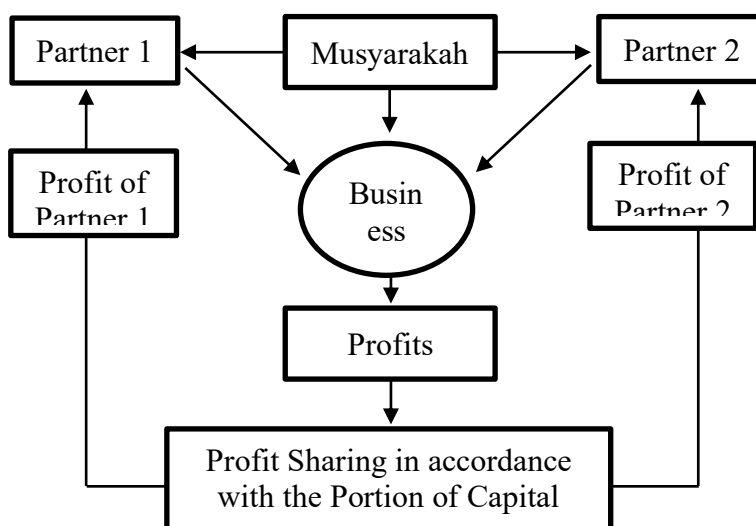 Partner 1
Musyarakah
Partner 2
Profit of
Partner 1
Busin
ess
Profit of
Partner 2
Profits
Profit Sharing in accordance
with the Portion of Capital